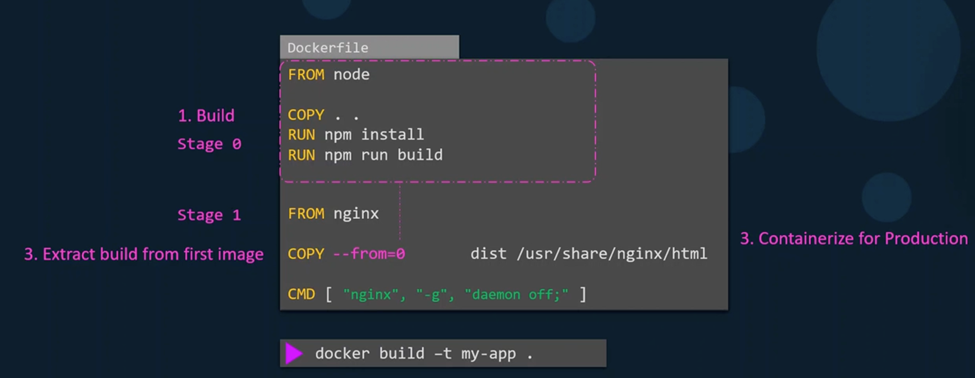 Dockerfile
FROM node
1. Build
COPY . .
Stage 0
RUN npm install
RUN npm run build
Stage 1
FROM nginx
3. Extract build from first image
COPY --from=0 dist /usr/share/nginx/html
3. Containerize for Production
CMD [ "nginx", "-g", "daemon off;" ]
docker build –t my-app .